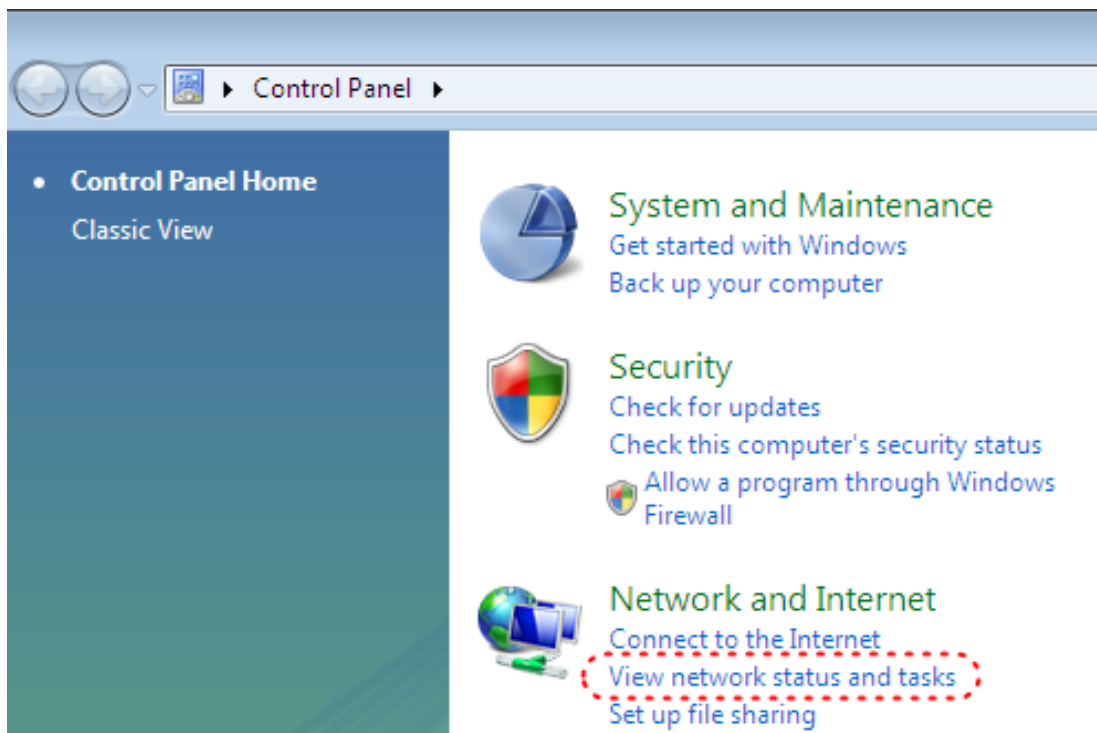 Control Panel
Control Panel Home
Classic View
System and Maintenance
Get started with Windows
Back up your computer
Security
Check for updates
Check this computer's security status
Allow a program through Windows
Firewall
Network and Internet
Connect to the Internet
View network status and tasks
Set up file sharing